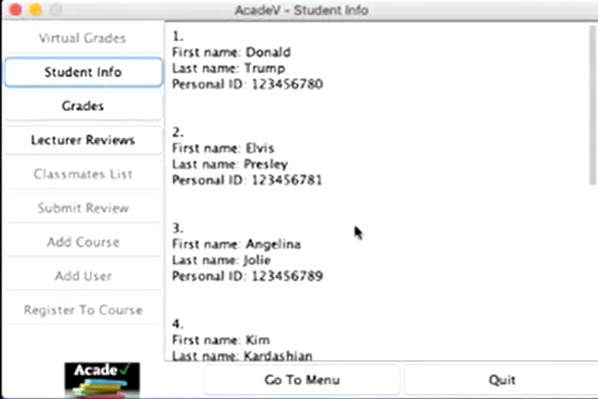 AcadeV - Student Info
Virtual Grades
Student Info
Grades
Lecturer Reviews
Classmates List
Submit Review
Add Course
Add User
Register To Course
1.
First name: Donald
Last name: Trump
Personal ID: 123456780
2.
First name: Elvis
Last name: Presley
Personal ID: 123456781
3.
First name: Angelina
Last name: Jolie
Personal ID: 123456789
4.
First name: Kim
Last name: Kardashian
Acade✓
Go To Menu
Quit